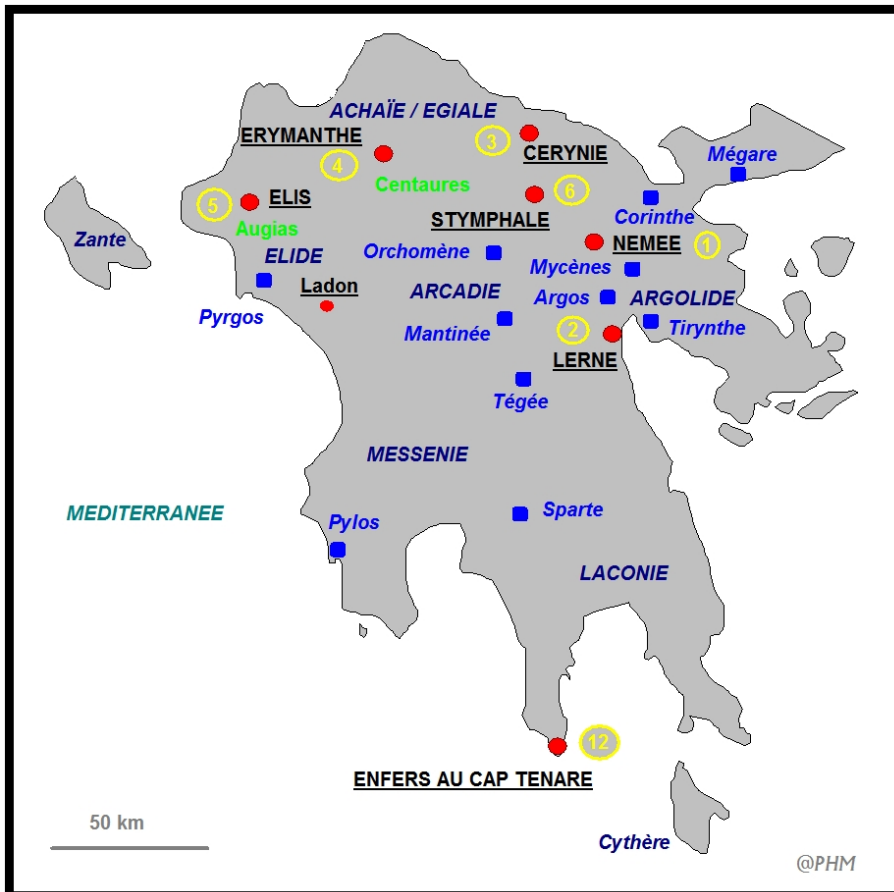 ACHAÏE / EGIALE
ERYMANTHE
3
CERYNIE
Mégare
4
Centaures
5
ELIS
6
STYMPHALE
Corinthe
Augias
Zante
ELIDE
Orchomène
NEMEE
1
Mycènes
Ladon
ARCADIE
Argos
ARGOLIDE
Pyrgos
Mantinée
2
Tirynthe
LERNE
Tégée
MESSENIE
MEDITERRANEE
Pylos
Sparte
LACONIE
12
ENFERS AU CAP TENARE
50 km
Cythère
@PHM